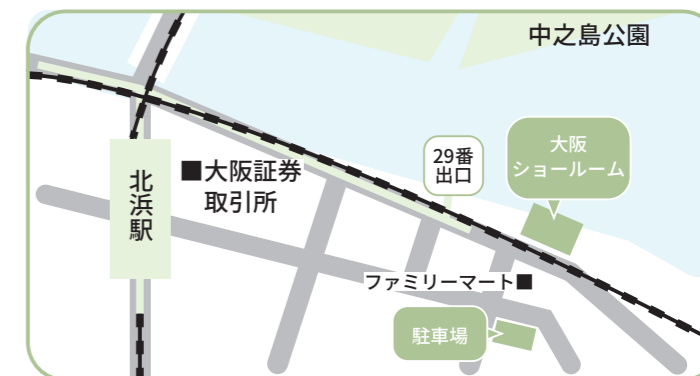 中之島公園
大阪
ショールーム
29番
出口
■大阪証券
取引所
北浜駅
ファミリーマート■
駐車場